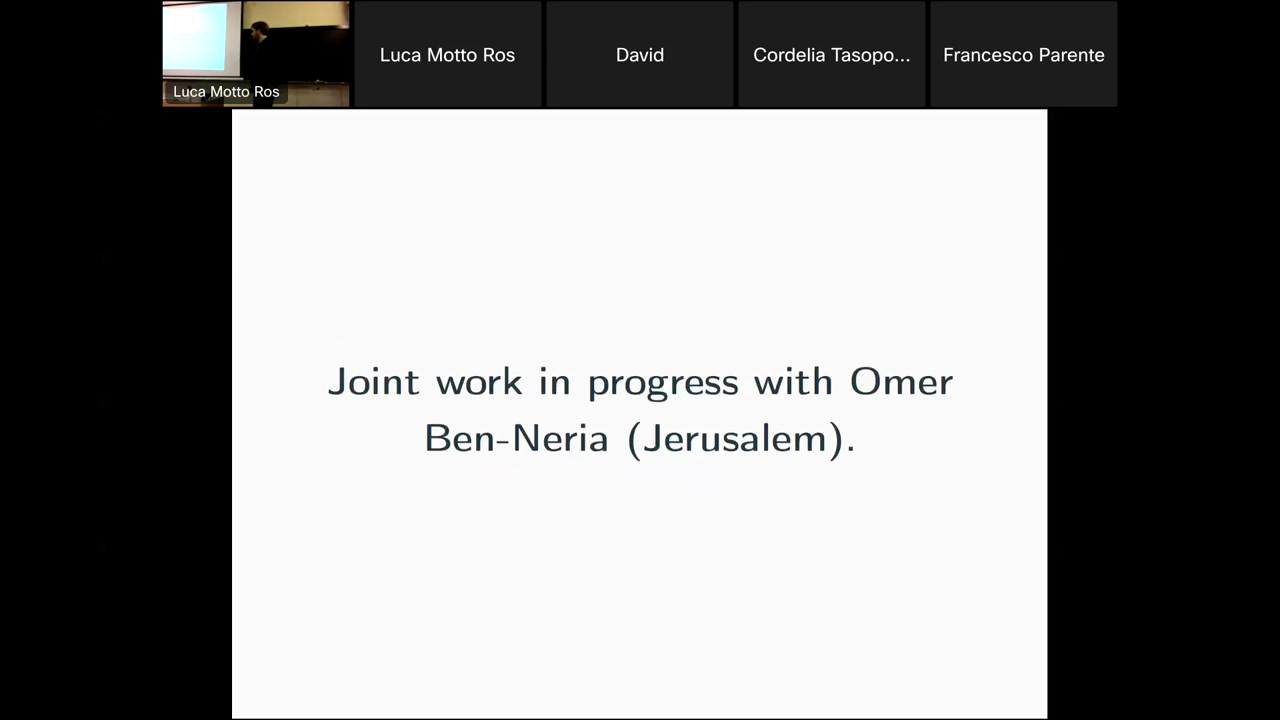 Luca Motto Ros
Luca Motto Ros
David
Cordelia Tasopo...
Francesco Parente
Joint work in progress with Omer
Ben-Neria (Jerusalem).